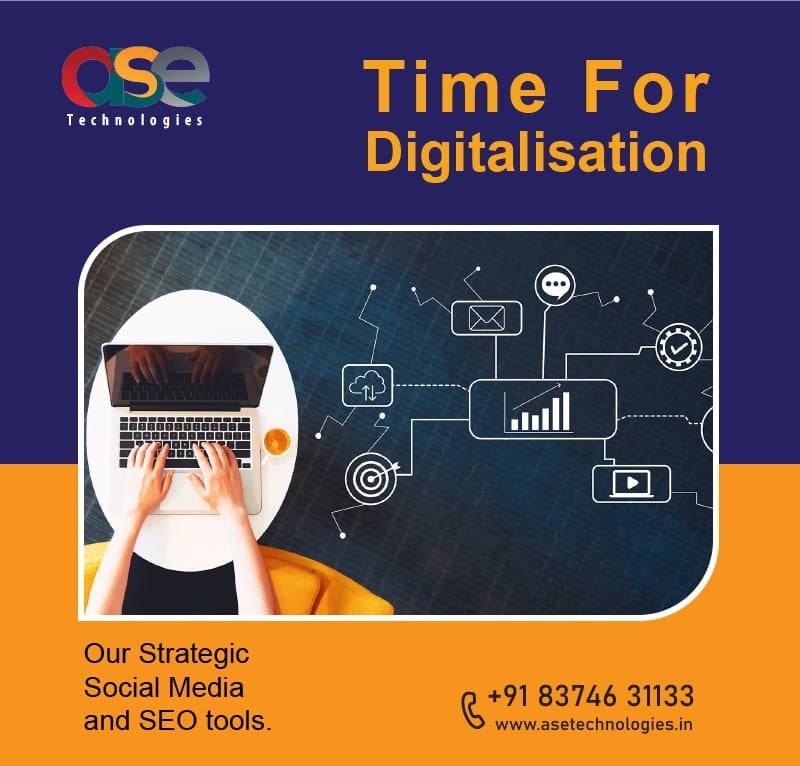 ase
Technologies
Time For
Digitalisation
Our Strategic
Social Media
and SEO tools.
+91 83746 31133
www.asetechnologies.in